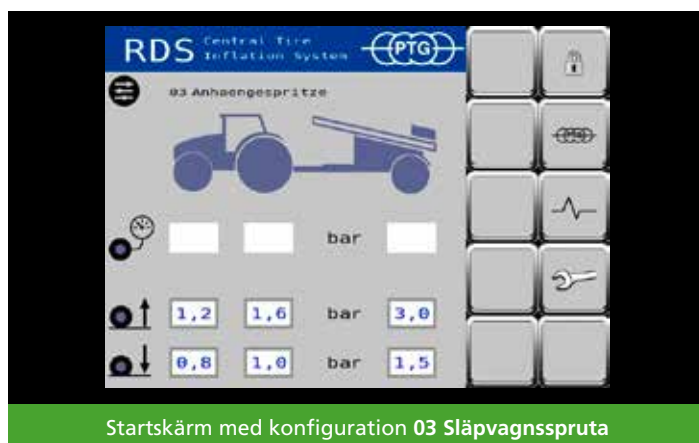 RDS Central Tire Inflation System PTG
03 Anhaengespritze
bar
1,2 1,6 bar 3,0
0,8 1,0 bar 1,5
Startskärm med konfiguration 03 Släpvagnsspruta